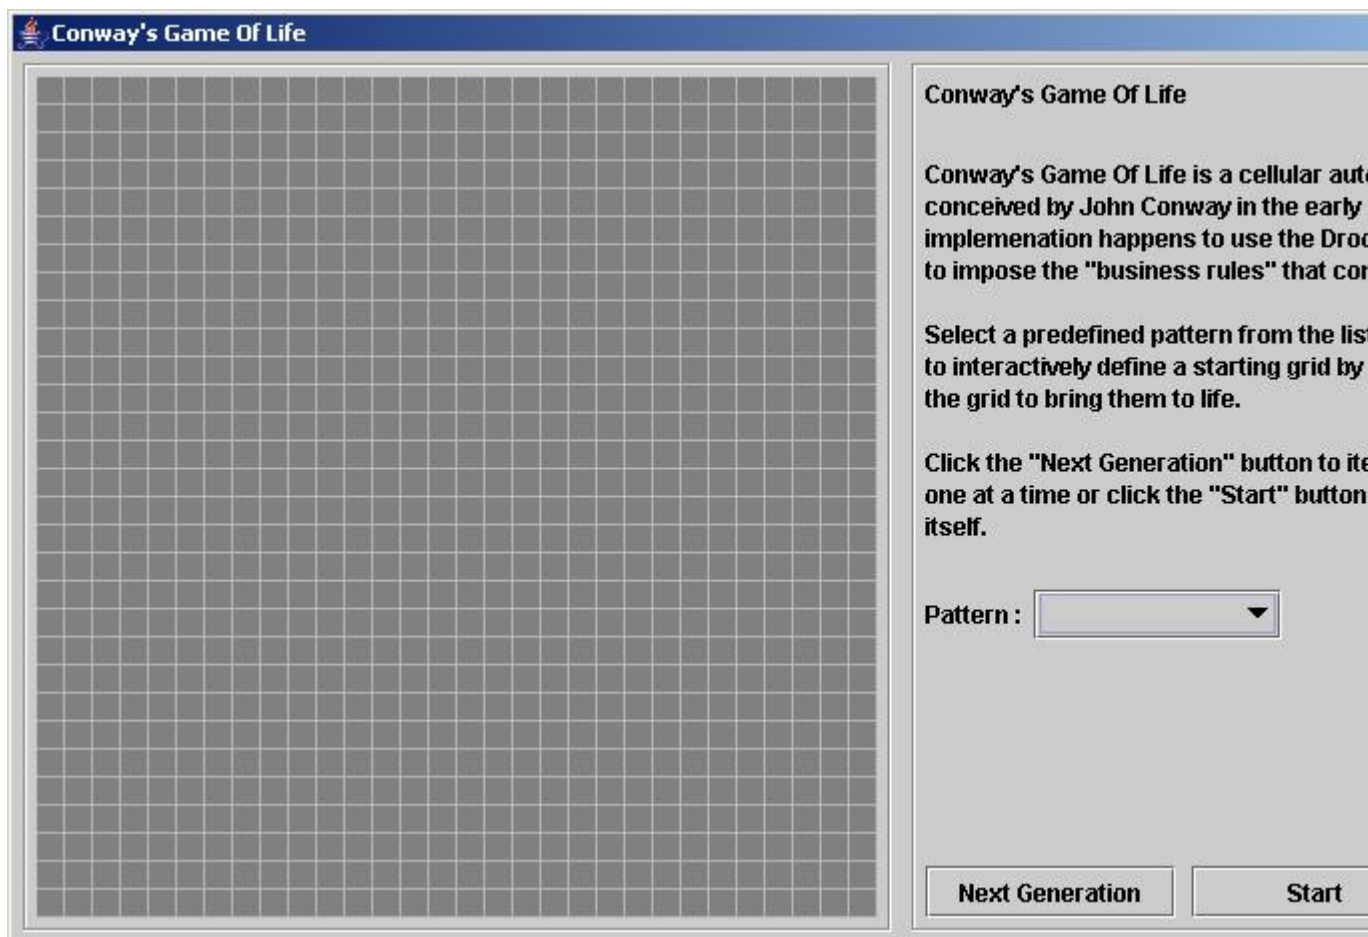 Conway's Game Of Life
Conway's Game Of Life
Conway's Game Of Life is a cellular
conceived by John Conway in the early
implemenation happens to use the
to impose the "business rules" that
Select a predefined pattern from the
to interactively define a starting grid by
the grid to bring them to life.
Click the "Next Generation" button to
one at a time or click the "Start" button
itself.
Pattern :
Next Generation
Start